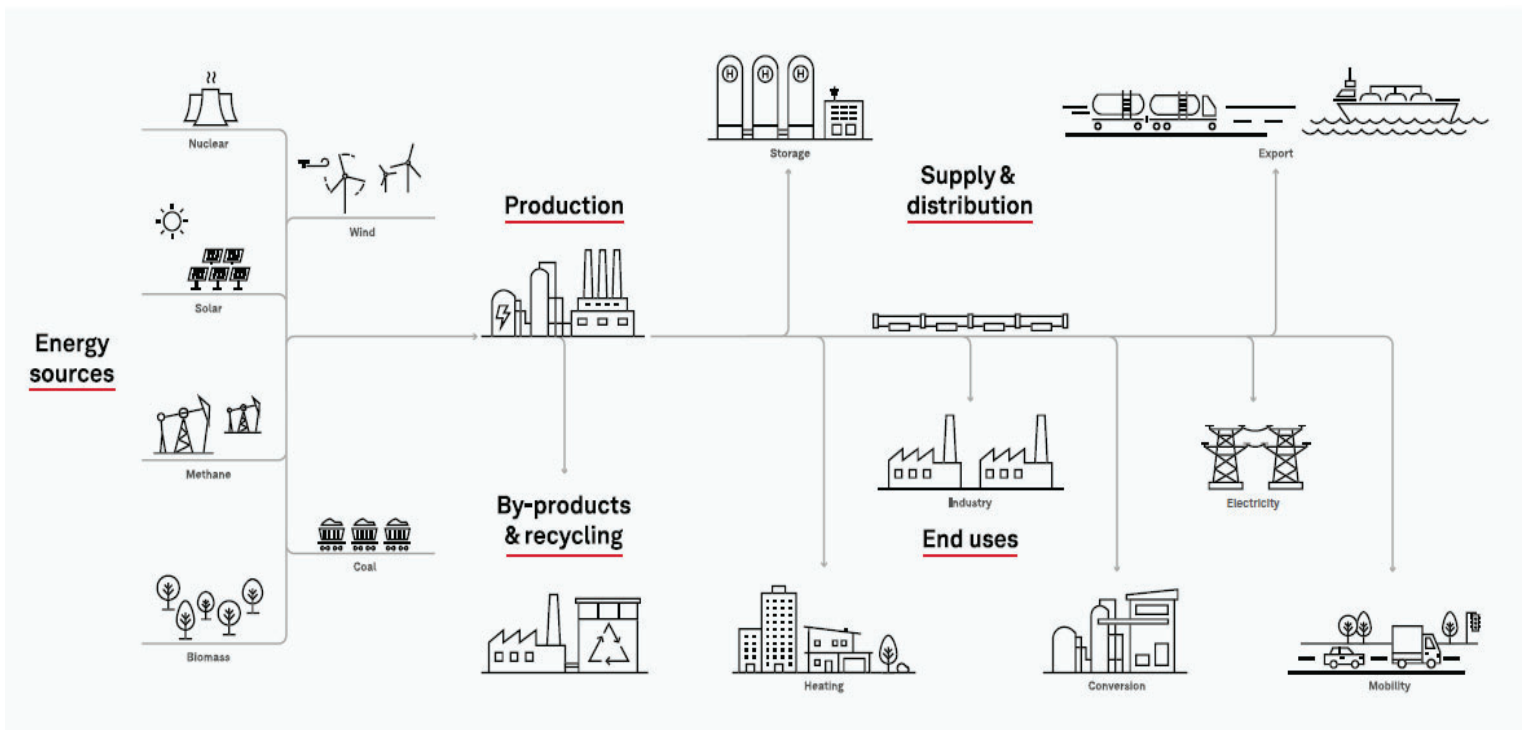 Nuclear
Wind
Solar
Energy
sources
Methane
Coal
Biomass
Production
By-products
& recycling
H H H
Storage
Supply &
distribution
Export
Industry
Electricity
End uses
Heating
Conversion
Mobility